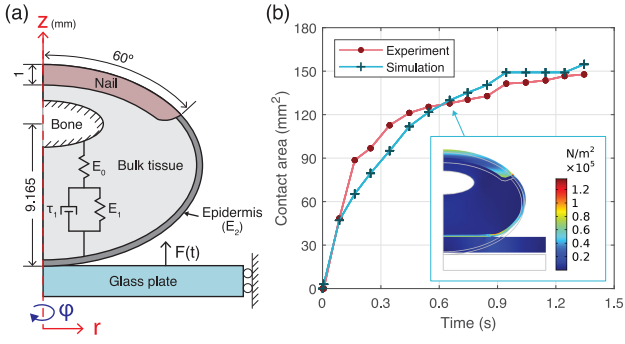 (a)
z (mm)
60°
1
Nail
Bone
E₀
Bulk tissue
9.165
τ₁
E₁
Epidermis
(E₂)
F(t)
Glass plate
φ
r
(b)
180
150
120
90
60
30
0
Contact area (mm²)
Experiment
Simulation
N/m²
×10⁵
1.2
1
0.8
0.6
0.4
0.2
0 0.3 0.6 0.9 1.2 1.5
Time (s)